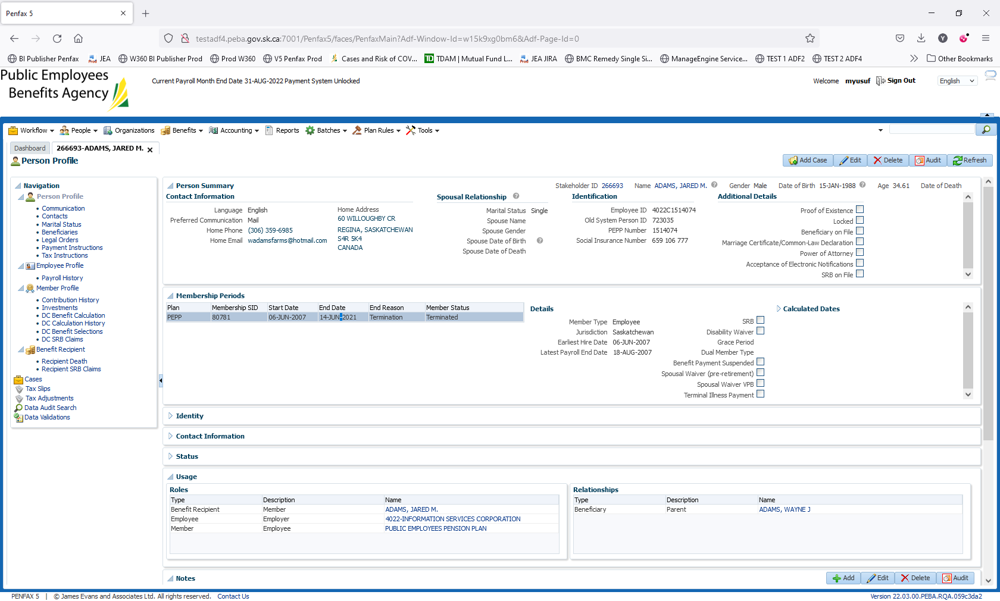 Penfax 5
testadf4.peba.gov.sk.ca:7001/Penfax5/faces/PenfaxMain?Adf-Window-Id=w15k9xg0bm6&Adf-Page-Id=0
Y
BI Publisher Penfax JEA W360 BI Publisher Prod Prod W360 V5 Penfax Prod Cases and Risk of COV... TDAM | Mutual Fund L... JEA JIRA BMC Remedy Single Si... ManageEngine Service... TEST 1 ADF2 TEST 2 ADF4 Other Bookmarks
Public Employees
Benefits Agency
Current Payroll Month End Date 31-AUG-2022 Payment System Unlocked
Welcome myusuf Sign Out English
Workflow People Organizations Benefits Accounting Reports Batches Plan Rules Tools
Dashboard 266693-ADAMS, JARED M.
Person Profile
Add Case Edit Delete Audit Refresh
Navigation
Person Profile
Communication
Contacts
Marital Status
Beneficiaries
Legal Orders
Payment Instructions
Tax Instructions
Employee Profile
Payroll History
Member Profile
Contribution History
Investments
DC Benefit Calculation
DC Calculation History
DC Benefit Selections
DC SRB Claims
Benefit Recipient
Recipient Death
Recipient SRB Claims
Cases
Tax Slips
Tax Adjustments
Data Audit Search
Data Validations
Person Summary
Stakeholder ID 266693 Name ADAMS, JARED M. Gender Male Date of Birth 15-JAN-1988 Age 34.61 Date of Death
Contact Information
Language English
Preferred Communication Mail
Home Phone (306) 359-6985
Home Email wadamsfarms@hotmail.com
Home Address
60 WILLOUGHBY CR
REGINA, SASKATCHEWAN
S4R 5K4
CANADA
Spousal Relationship
Marital Status Single
Spouse Name
Spouse Gender
Spouse Date of Birth
Spouse Date of Death
Identification
Employee ID 4022C1514074
Old System Person ID 723035
PEPP Number 1514074
Social Insurance Number 659 106 777
Additional Details
Proof of Existence
Locked
Beneficiary on File
Marriage Certificate/Common-Law Declaration
Power of Attorney
Acceptance of Electronic Notifications
SRB on File
Membership Periods
Plan Membership SID Start Date End Date End Reason Member Status
PEPP 80781 06-JUN-2007 14-JUN-2021 Termination Terminated
Details
Member Type Employee
Jurisdiction Saskatchewan
Earliest Hire Date 06-JUN-2007
Latest Payroll End Date 18-AUG-2007
SRB
Disability Waiver
Grace Period
Dual Member Type
Benefit Payment Suspended
Spousal Waiver (pre-retirement)
Spousal Waiver VPB
Terminal Illness Payment
Calculated Dates
Identity
Contact Information
Status
Usage
Roles
Type Description Name
Benefit Recipient Member ADAMS, JARED M.
Employee Employer 4022-INFORMATION SERVICES CORPORATION
Member Employee PUBLIC EMPLOYEES PENSION PLAN
Relationships
Type Description Name
Beneficiary Parent ADAMS, WAYNE J
Notes
Add Edit Delete Audit
PENFAX 5 | © James Evans and Associates Ltd. All rights reserved. Contact Us
Version 22.03.00.PEBA.RQA.059c3da2